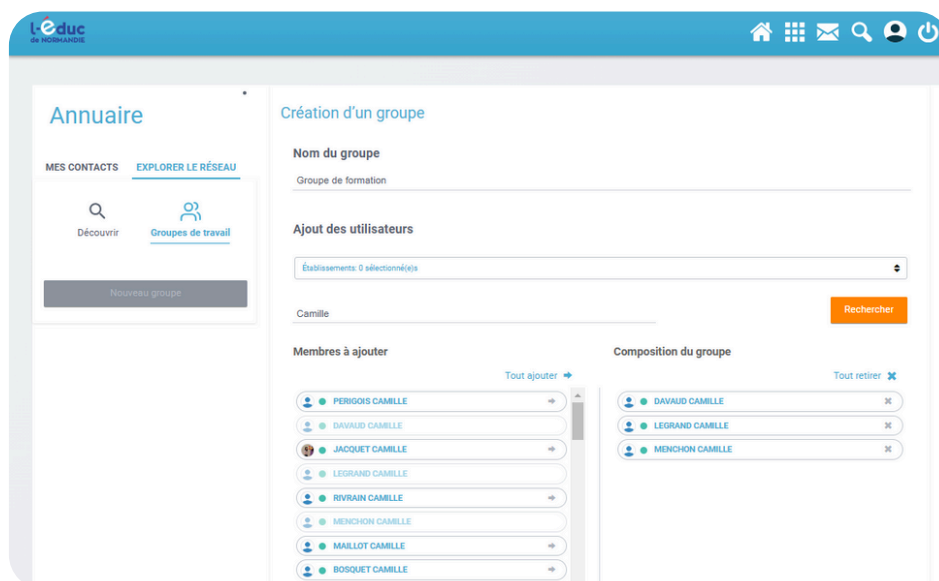 l·éduc
de NORMANDIE
Annuaire
MES CONTACTS
EXPLORER LE RÉSEAU
Découvrir
Groupes de travail
Nouveau groupe
Création d'un groupe
Nom du groupe
Groupe de formation
Ajout des utilisateurs
Établissements: 0 sélectionné(e)s
Camille
Rechercher
Membres à ajouter
Tout ajouter
PERIGOIS CAMILLE
DAVAUD CAMILLE
JACQUET CAMILLE
LEGRAND CAMILLE
RIVRAIN CAMILLE
MENCHON CAMILLE
MAILLOT CAMILLE
BOSQUET CAMILLE
Composition du groupe
Tout retirer
DAVAUD CAMILLE
LEGRAND CAMILLE
MENCHON CAMILLE